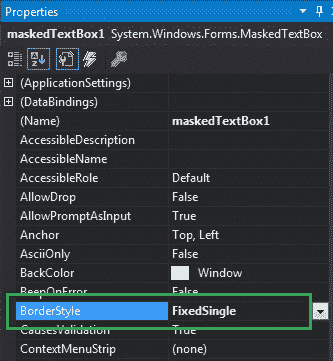 Properties
maskedTextBox1 System.Windows.Forms.MaskedTextBox
(ApplicationSettings)
(DataBindings)
(Name) maskedTextBox1
AccessibleDescription
AccessibleName
AccessibleRole Default
AllowDrop False
AllowPromptAsInput True
Anchor Top, Left
AsciiOnly False
BackColor Window
BeepOnError False
BorderStyle FixedSingle
CausesValidation True
ContextMenuStrip (none)